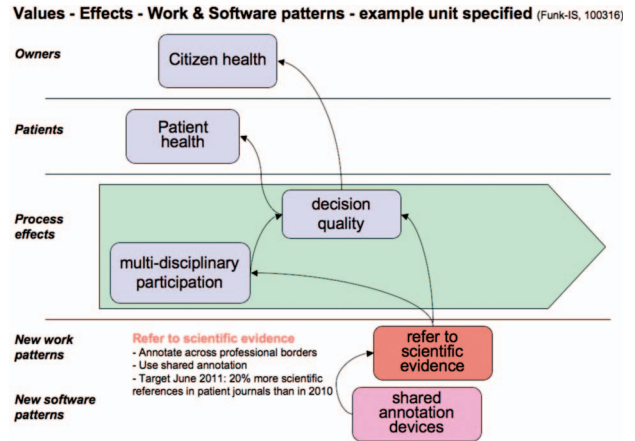 Values - Effects - Work & Software patterns - example unit specified (Funk-IS, 100316)
Owners
Citizen health
Patients
Patient
health
Process
effects
decision
quality
multi-disciplinary
participation
New work
patterns
Refer to scientific evidence
- Annotate across professional borders
- Use shared annotation
- Target June 2011: 20% more scientific
references in patient journals than in 2010
refer to
scientific
evidence
New software
patterns
shared
annotation
devices